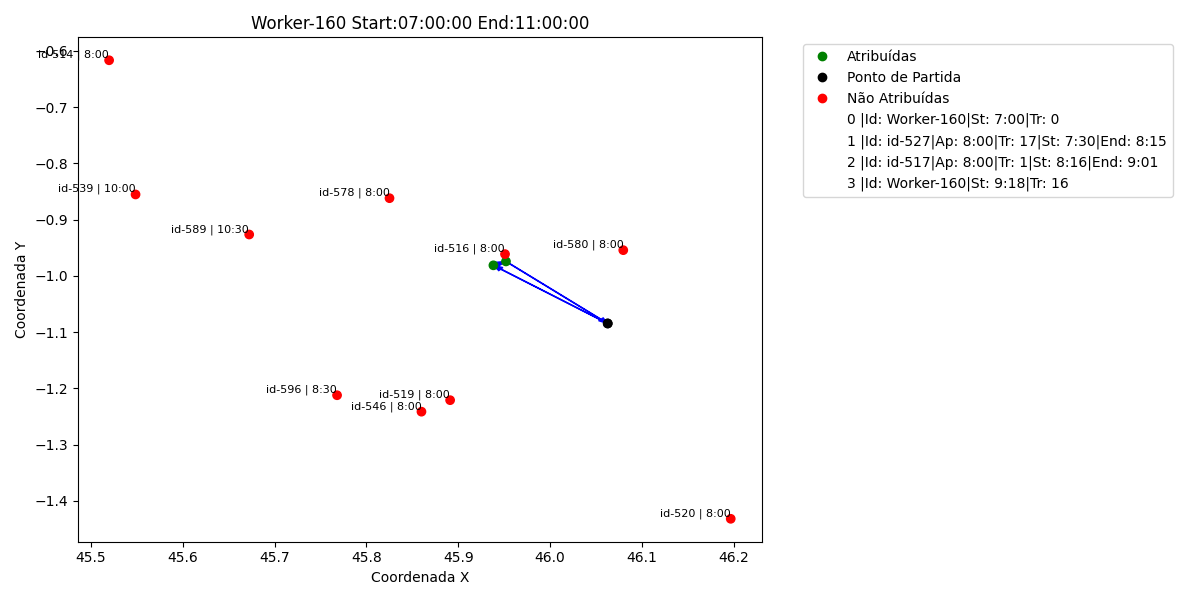 Worker-160 Start:07:00:00 End:11:00:00
Atribuídas
Ponto de Partida
Não Atribuídas
0 |Id: Worker-160|St: 7:00|Tr: 0
1 |Id: id-527|Ap: 8:00|Tr: 17|St: 7:30|End: 8:15
2 |Id: id-517|Ap: 8:00|Tr: 1|St: 8:16|End: 9:01
3 |Id: Worker-160|St: 9:18|Tr: 16
Coordenada Y
−0.6
−0.7
−0.8
−0.9
−1.0
−1.1
−1.2
−1.3
−1.4
id-514 | 8:00
id-539 | 10:00
id-578 | 8:00
id-589 | 10:30
id-516 | 8:00
id-580 | 8:00
id-596 | 8:30
id-519 | 8:00
id-546 | 8:00
id-520 | 8:00
45.5 45.6 45.7 45.8 45.9 46.0 46.1 46.2
Coordenada X